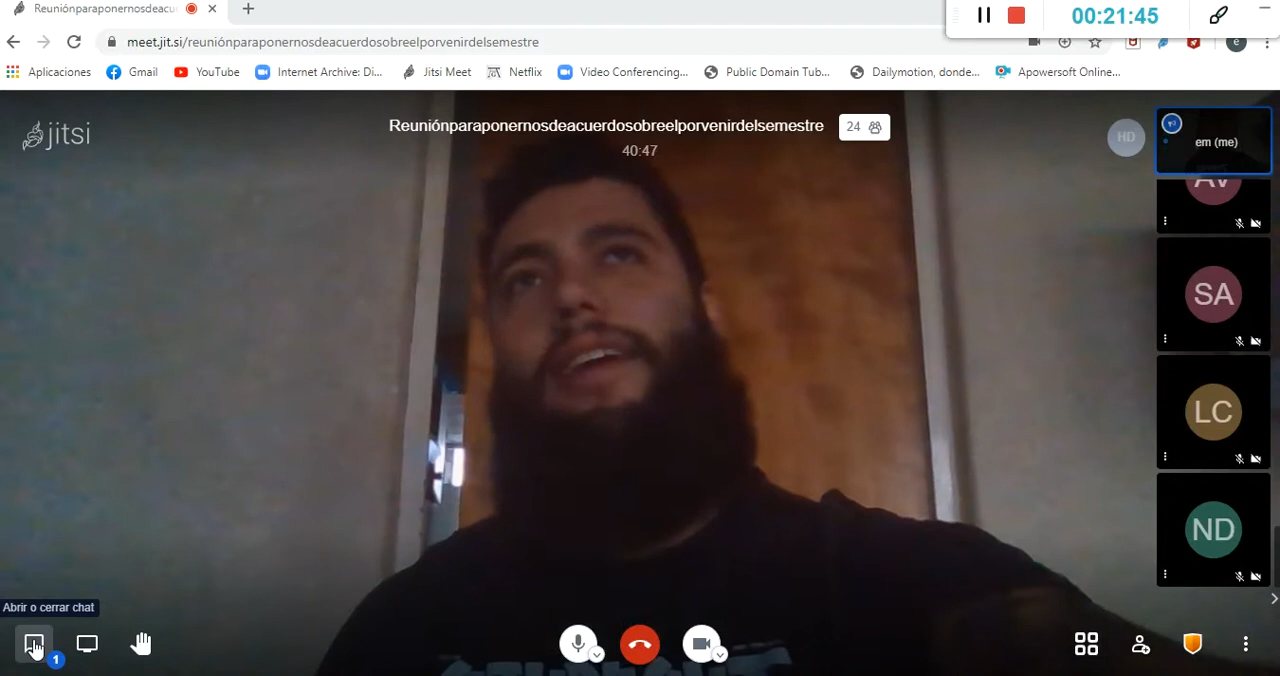 Reuniónparaponernosdeacu
00:21:45
meet.jit.si/reuniónparaponernosdeacuerdosobreelporvenirdelsemestre
e
Aplicaciones
Gmail
YouTube
Internet Archive: Di...
Jitsi Meet
Netflix
Video Conferencing...
Public Domain Tub...
Dailymotion, donde...
Apowersoft Online...
jitsi
Reuniónparaponernosdeacuerdosobreelporvenirdelsemestre
24
40:47
HD
em (me)
AV
SA
LC
ND
Abrir o cerrar chat
1